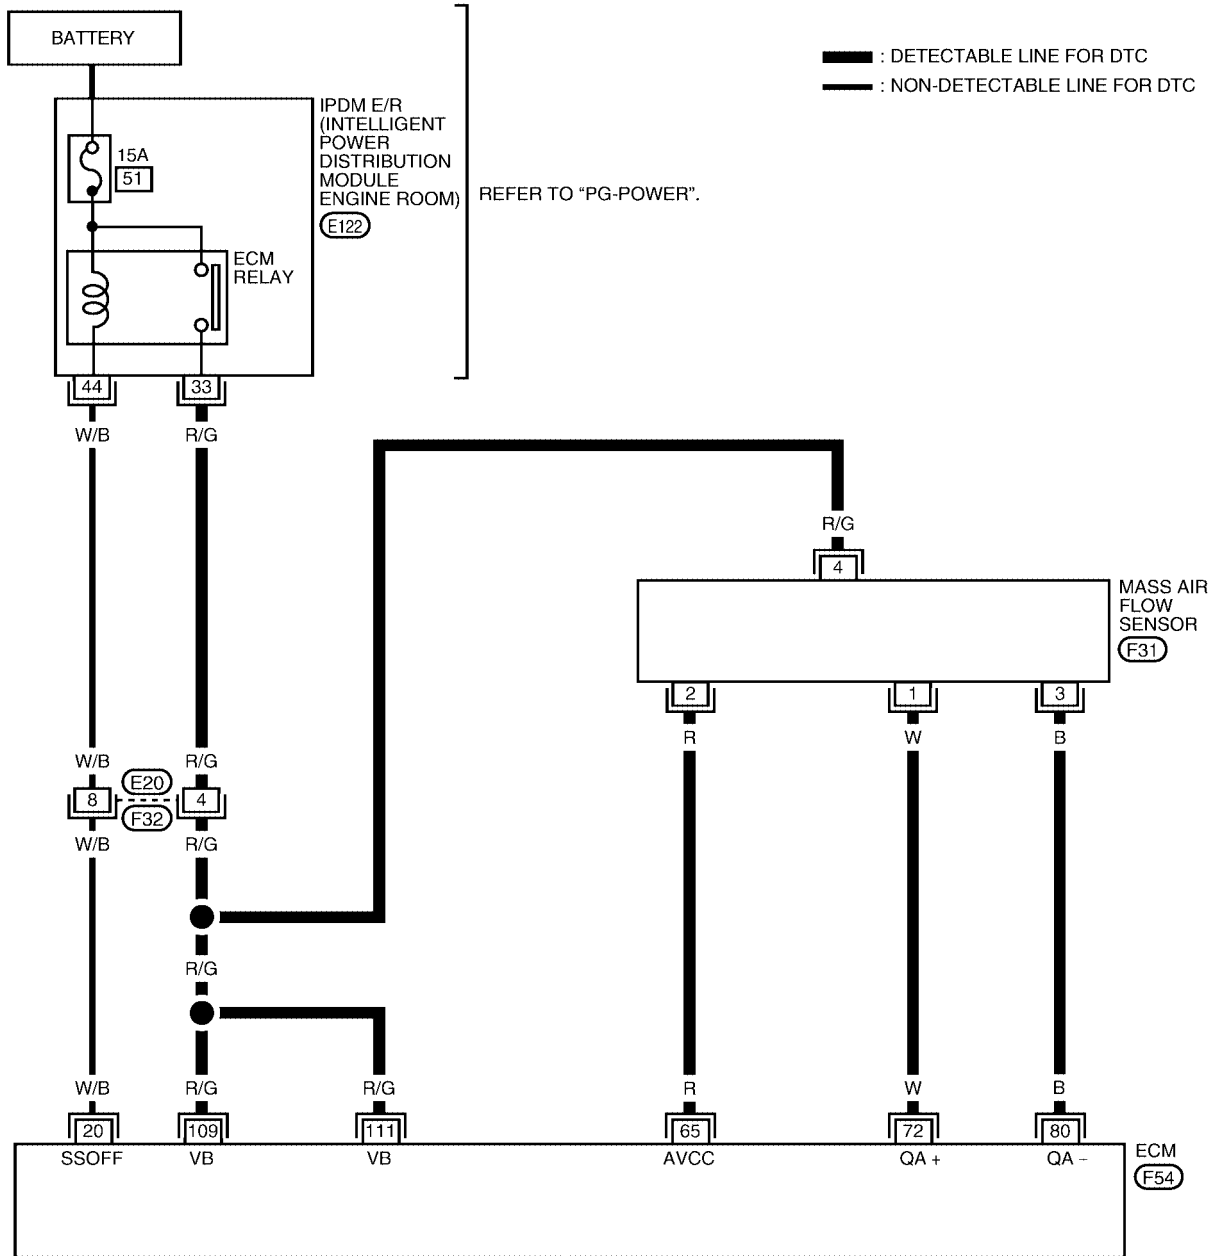 BATTERY
: DETECTABLE LINE FOR DTC
: NON-DETECTABLE LINE FOR DTC
IPDM E/R
(INTELLIGENT
POWER
DISTRIBUTION
MODULE
ENGINE ROOM)
E122
REFER TO “PG-POWER”.
15A
51
ECM
RELAY
44
33
W/B
R/G
R/G
4
MASS AIR
FLOW
SENSOR
F31
2
1
3
R
W
B
W/B
R/G
8
E20
F32
4
W/B
R/G
R/G
W/B
R/G
R/G
R
W
B
20
109
111
65
72
80
SSOFF
VB
VB
AVCC
QA +
QA –
ECM
F54